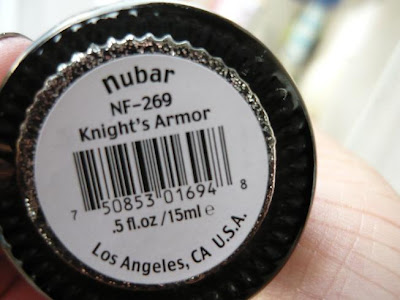 nubar
NF-269
Knight's Armor
7 50853 01694 8
.5 fl.oz/15ml e
Los Angeles, CA U.S.A.